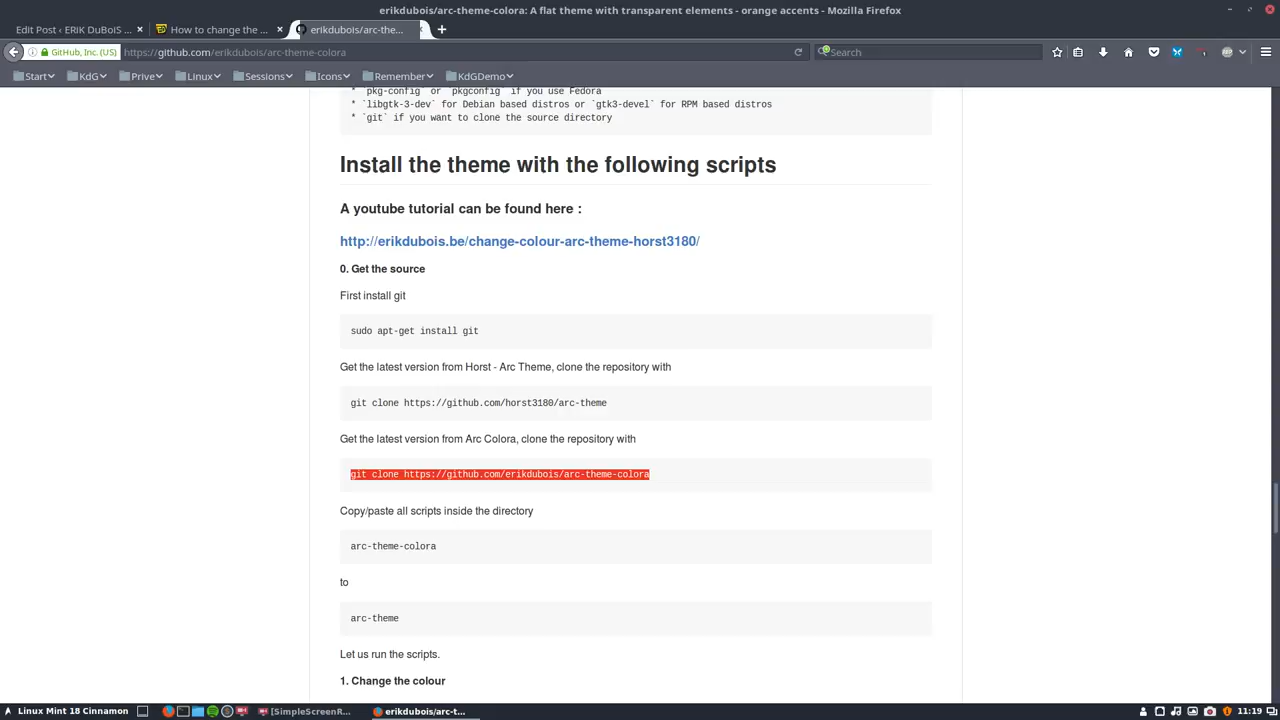 erikdubois/arc-theme-colora: A flat theme with transparent elements - orange accents - Mozilla Firefox
Edit Post ‹ ERIK DuBoiS ... ×
How to change the ... ×
erikdubois/arc-the... ×
GitHub, Inc. (US)
https://github.com/erikdubois/arc-theme-colora
Search
Start
KdG
Prive
Linux
Sessions
Icons
Remember
KdGDemo
* `pkg-config` or `pkgconfig` if you use Fedora
* `libgtk-3-dev` for Debian based distros or `gtk3-devel` for RPM based distros
* `git` if you want to clone the source directory
Install the theme with the following scripts
A youtube tutorial can be found here :
http://erikdubois.be/change-colour-arc-theme-horst3180/
0. Get the source
First install git
sudo apt-get install git
Get the latest version from Horst - Arc Theme, clone the repository with
git clone https://github.com/horst3180/arc-theme
Get the latest version from Arc Colora, clone the repository with
git clone https://github.com/erikdubois/arc-theme-colora
Copy/paste all scripts inside the directory
arc-theme-colora
to
arc-theme
Let us run the scripts.
1. Change the colour
Linux Mint 18 Cinnamon
[SimpleScreenR...
erikdubois/arc-t...
11:19